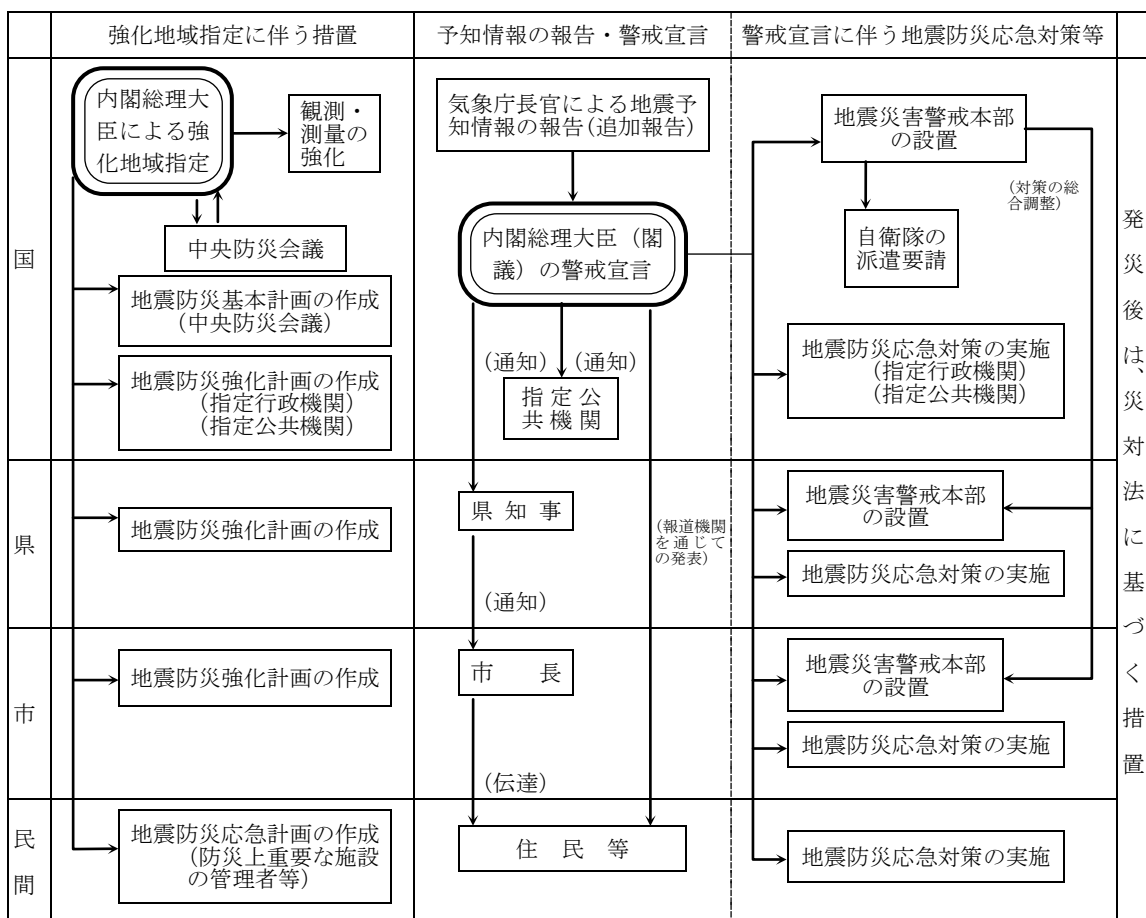 強化地域指定に伴う措置
予知情報の報告・警戒宣言
警戒宣言に伴う地震防災応急対策等
国
内閣総理大
臣による強
化地域指定
観測・
測量の
強化
中央防災会議
地震防災基本計画の作成
(中央防災会議)
地震防災強化計画の作成
(指定行政機関)
(指定公共機関)
気象庁長官による地震予
知情報の報告(追加報告)
内閣総理大臣(閣
議)の警戒宣言
(通知)
(通知)
指定公
共機関
地震災害警戒本部
の設置
(対策の総
合調整)
自衛隊の
派遣要請
地震防災応急対策の実施
(指定行政機関)
(指定公共機関)
県
地震防災強化計画の作成
県知事
(通知)
(報道機関
を通じて
の発表)
地震災害警戒本部
の設置
地震防災応急対策の実施
市
地震防災強化計画の作成
市長
(伝達)
地震災害警戒本部
の設置
地震防災応急対策の実施
民間
地震防災応急計画の作成
(防災上重要な施設
の管理者等)
住民等
地震防災応急対策の実施
発災後は、災対法に基づく措置